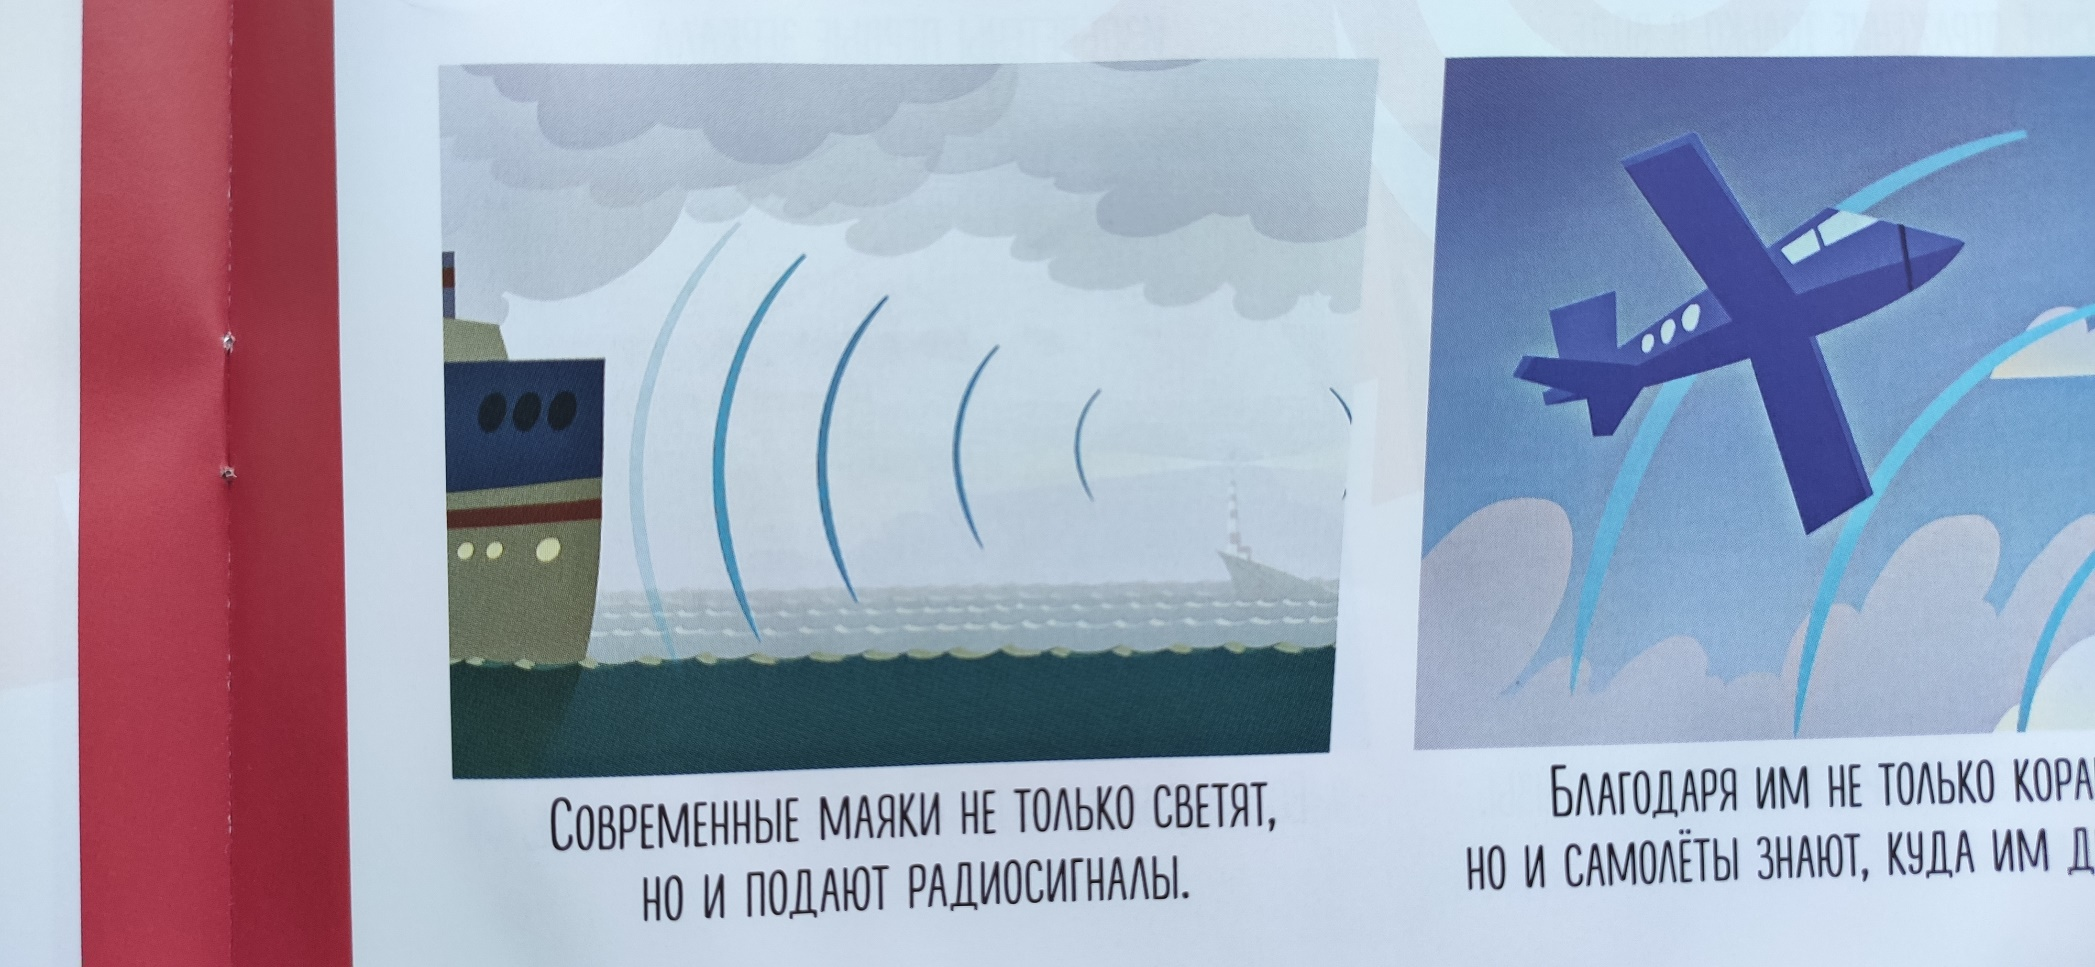 Современные маяки не только светят,
но и подают радиосигналы.
Благодаря им не только
но и самолёты знают, куда им